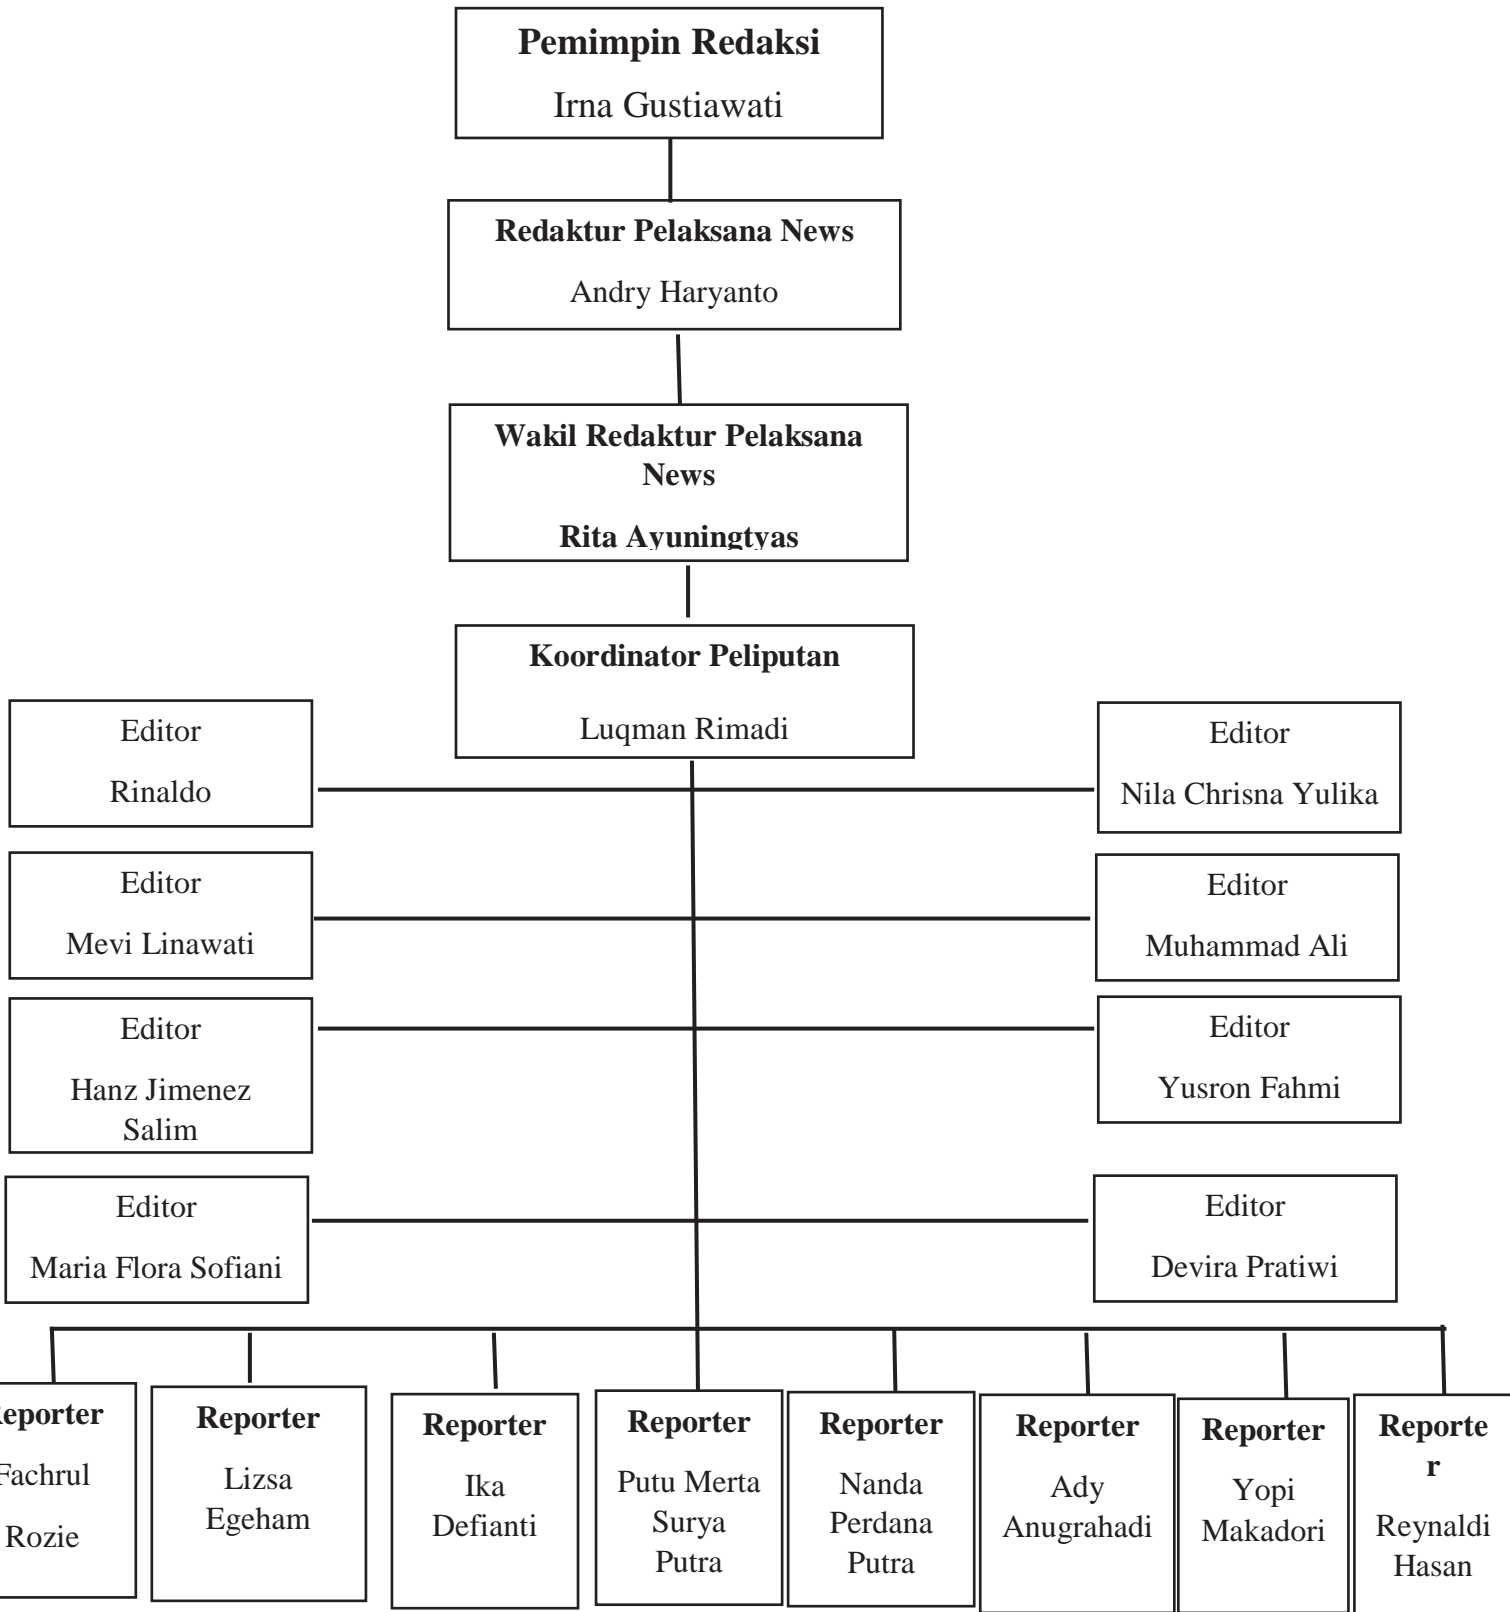 Pemimpin Redaksi
Irna Gustiawati
Redaktur Pelaksana News
Andry Haryanto
Wakil Redaktur Pelaksana
News
Rita Ayuningtyas
Koordinator Peliputan
Luqman Rimadi
Editor
Rinaldo
Editor
Nila Chrisna Yulika
Editor
Mevi Linawati
Editor
Muhammad Ali
Editor
Hanz Jimenez
Salim
Editor
Yusron Fahmi
Editor
Maria Flora Sofiani
Editor
Devira Pratiwi
Reporter
Fachrul
Rozie
Reporter
Lizsa
Egeham
Reporter
Ika
Defianti
Reporter
Putu Merta
Surya
Putra
Reporter
Nanda
Perdana
Putra
Reporter
Ady
Anugrahadi
Reporter
Yopi
Makadori
Reporte
r
Reynaldi
Hasan